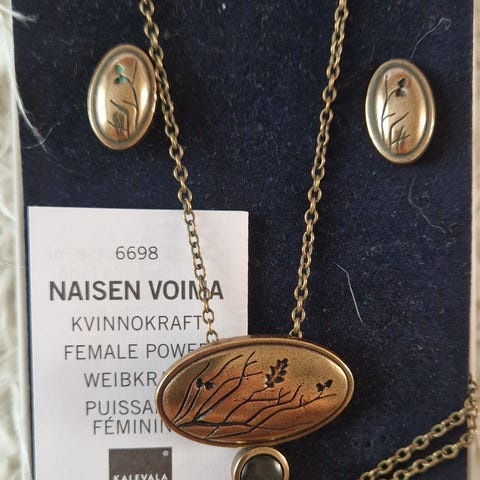 6698
NAISEN VOIMA
KVINNOKRAFT
FEMALE POWER
KALEVALA